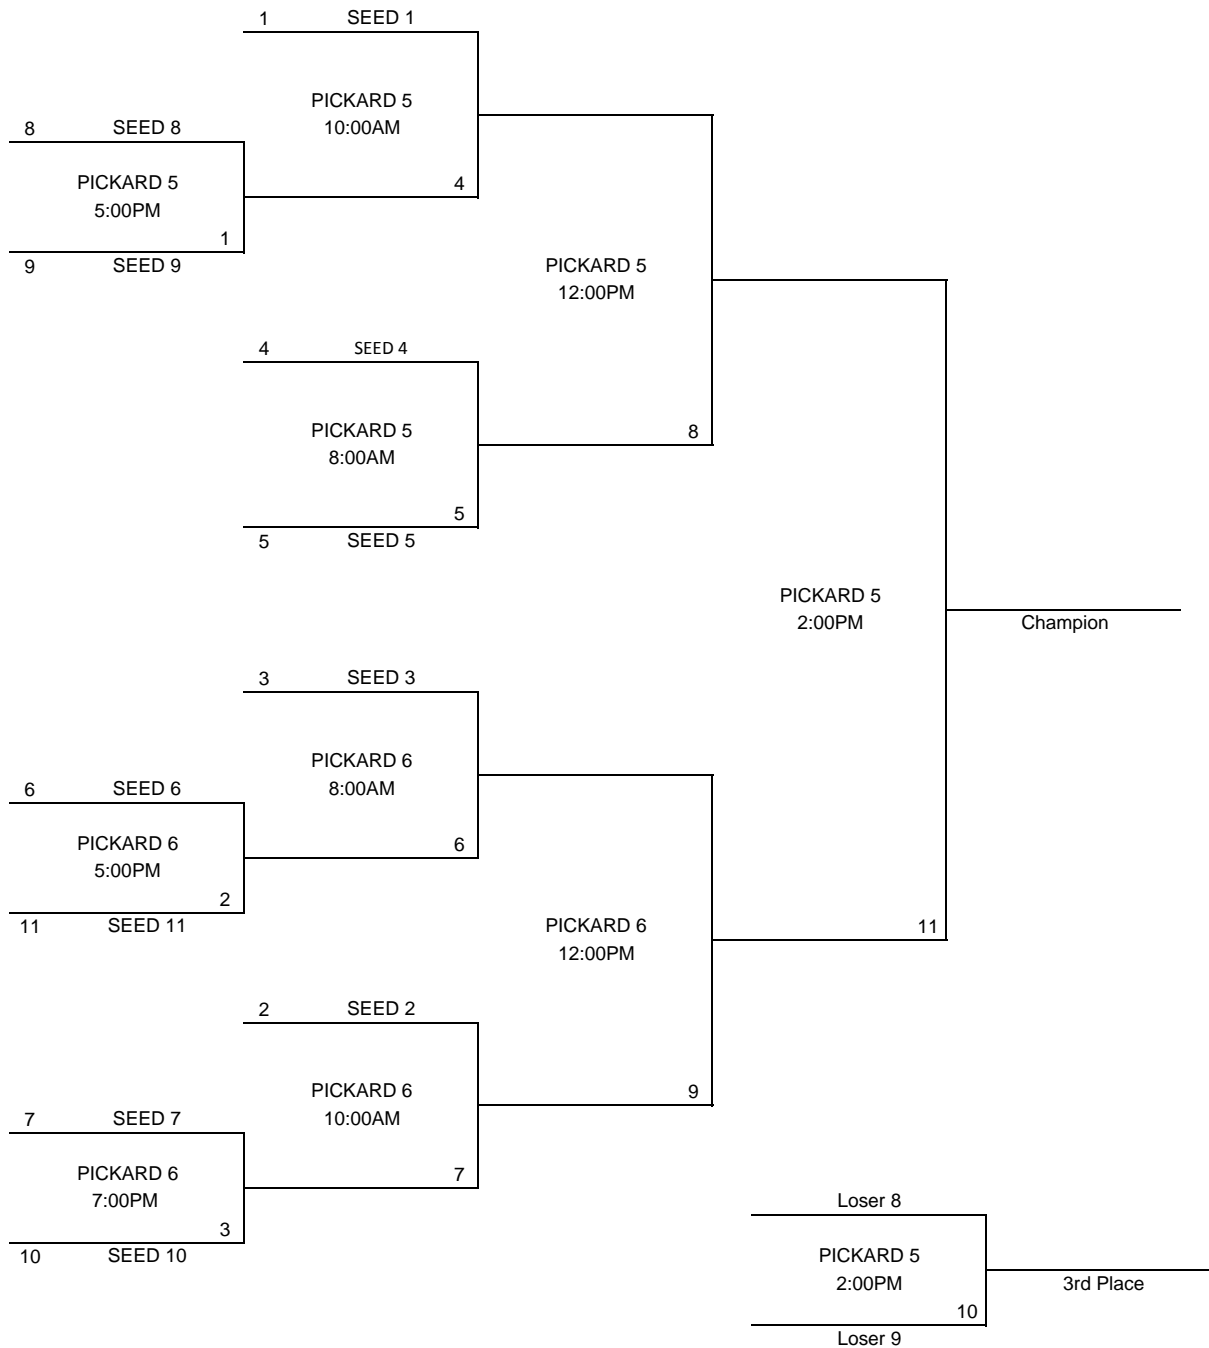 1 SEED 1
PICKARD 5
10:00AM
8 SEED 8
PICKARD 5
5:00PM
4
1
9 SEED 9
PICKARD 5
12:00PM
4 SEED 4
PICKARD 5
8:00AM
8
5
5 SEED 5
PICKARD 5
2:00PM
Champion
3 SEED 3
PICKARD 6
8:00AM
6 SEED 6
PICKARD 6
5:00PM
6
2
11 SEED 11
PICKARD 6
12:00PM
11
2 SEED 2
PICKARD 6
10:00AM
9
7 SEED 7
PICKARD 6
7:00PM
7
3
10 SEED 10
Loser 8
PICKARD 5
2:00PM
3rd Place
10
Loser 9